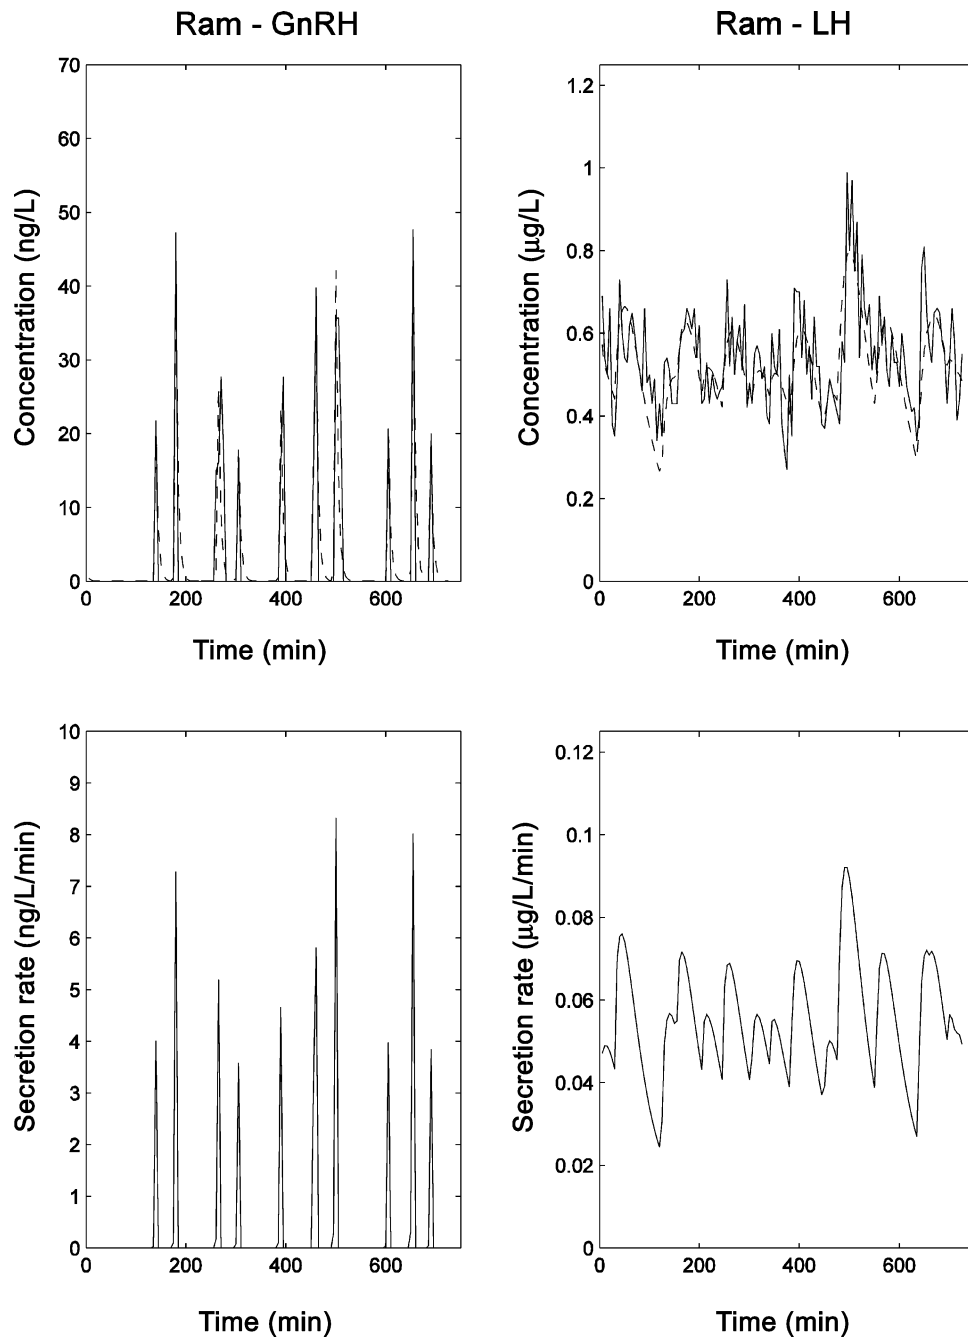 Ram - GnRH
Ram - LH
70
60
50
40
30
20
10
0
Concentration (ng/L)
0 200 400 600
Time (min)
1.2
1
0.8
0.6
0.4
0.2
0
Concentration (μg/L)
0 200 400 600
Time (min)
10
9
8
7
6
5
4
3
2
1
0
Secretion rate (ng/L/min)
0 200 400 600
Time (min)
0.12
0.1
0.08
0.06
0.04
0.02
0
Secretion rate (μg/L/min)
0 200 400 600
Time (min)